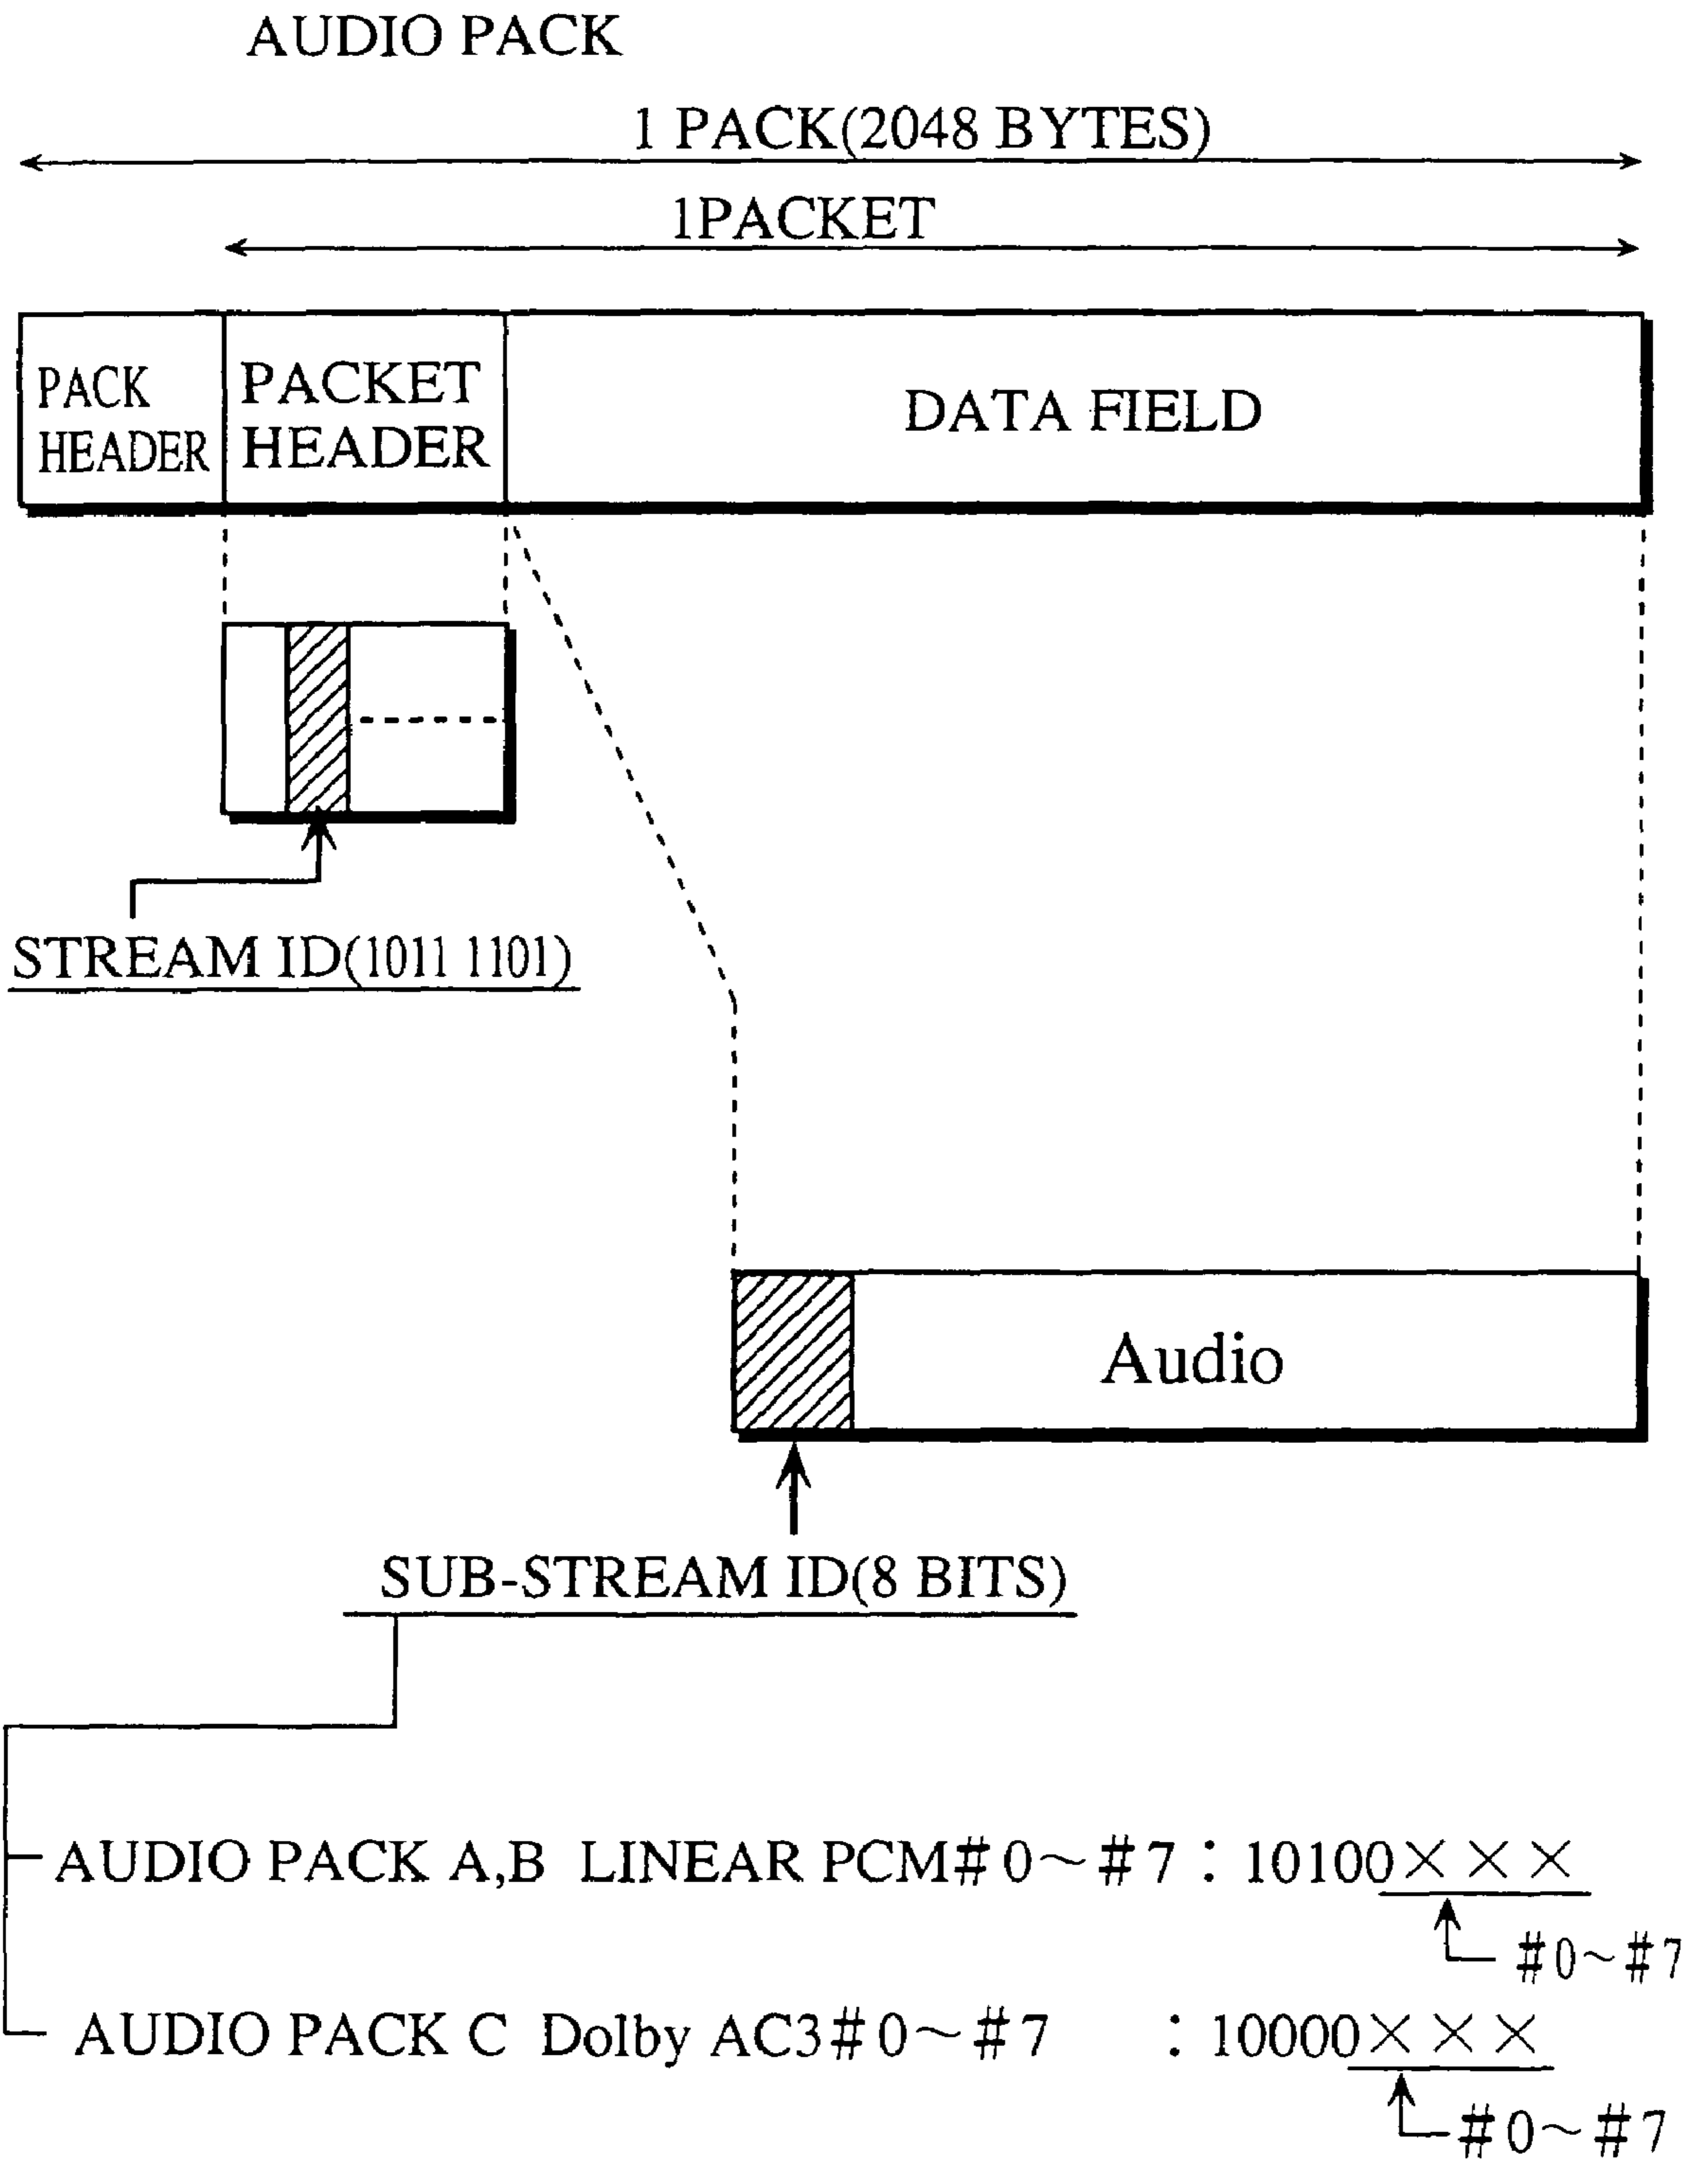 AUDIO PACK
1 PACK(2048 BYTES)
1PACKET
PACK
HEADER
PACKET
HEADER
DATA FIELD
STREAM ID(1011 1101)
Audio
SUB-STREAM ID(8 BITS)
AUDIO PACK A,B LINEAR PCM#0~#7 : 10100×××
#0~#7
AUDIO PACK C Dolby AC3#0~#7 : 10000×××
#0~#7